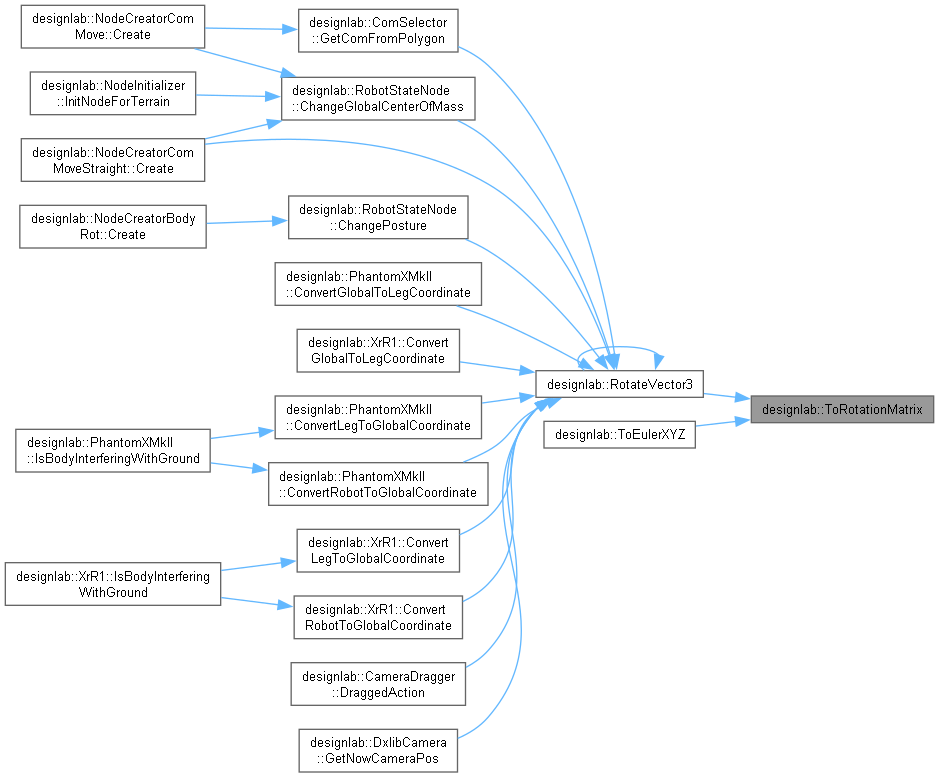 designlab::NodeCreatorCom
Move::Create
designlab::ComSelector
::GetComFromPolygon
designlab::NodeInitializer
::InitNodeForTerrain
designlab::RobotStateNode
::ChangeGlobalCenterOfMass
designlab::NodeCreatorCom
MoveStraight::Create
designlab::NodeCreatorBody
Rot::Create
designlab::RobotStateNode
::ChangePosture
designlab::PhantomXMkII
::ConvertGlobalToLegCoordinate
designlab::XrR1::Convert
GlobalToLegCoordinate
designlab::RotateVector3
designlab::ToRotationMatrix
designlab::PhantomXMkII
::ConvertLegToGlobalCoordinate
designlab::ToEulerXYZ
designlab::PhantomXMkII
::IsBodyInterferingWithGround
designlab::PhantomXMkII
::ConvertRobotToGlobalCoordinate
designlab::XrR1::Convert
LegToGlobalCoordinate
designlab::XrR1::IsBodyInterfering
WithGround
designlab::XrR1::Convert
RobotToGlobalCoordinate
designlab::CameraDragger
::DraggedAction
designlab::DxlibCamera
::GetNowCameraPos